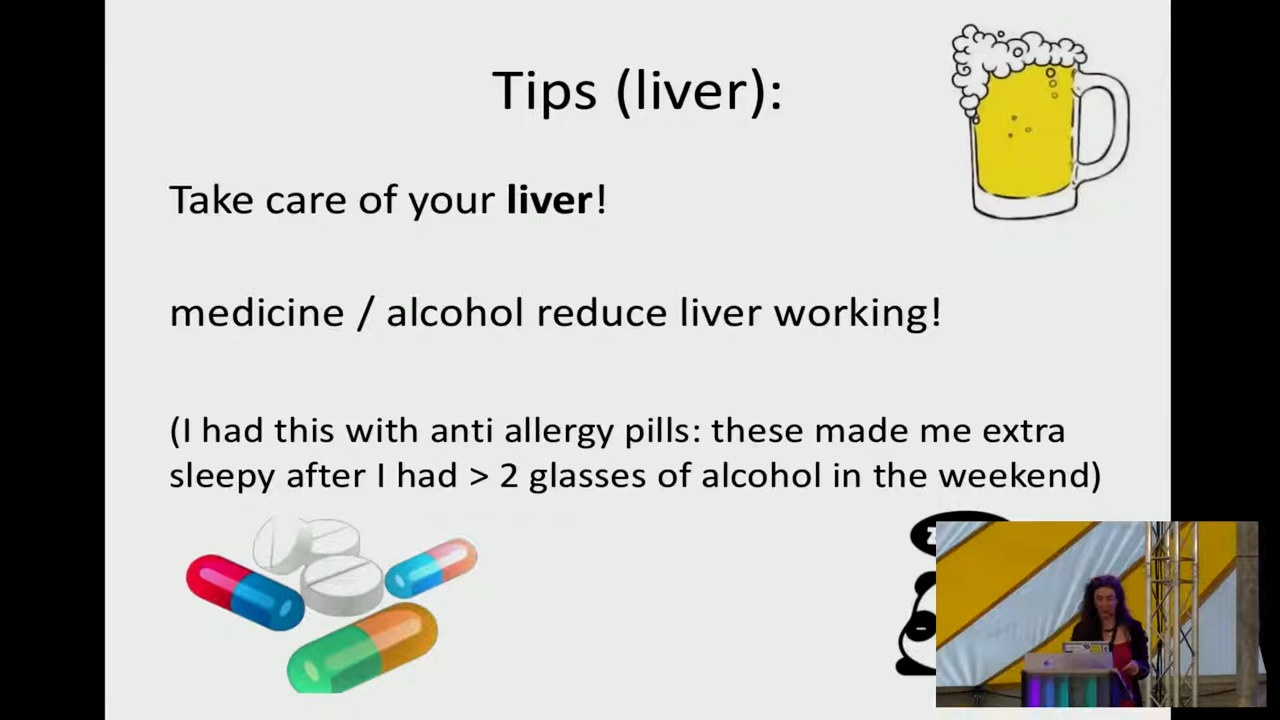 Tips (liver):
Take care of your liver!
medicine / alcohol reduce liver working!
(I had this with anti allergy pills: these made me extra
sleepy after I had > 2 glasses of alcohol in the weekend)